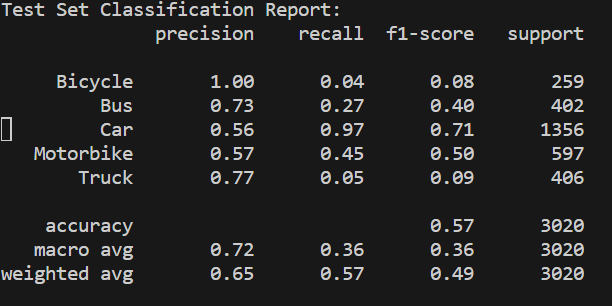 Test Set Classification Report:
precision recall f1-score support
Bicycle 1.00 0.04 0.08 259
Bus 0.73 0.27 0.40 402
Car 0.56 0.97 0.71 1356
Motorbike 0.57 0.45 0.50 597
Truck 0.77 0.05 0.09 406
accuracy 0.57 3020
macro avg 0.72 0.36 0.36 3020
weighted avg 0.65 0.57 0.49 3020